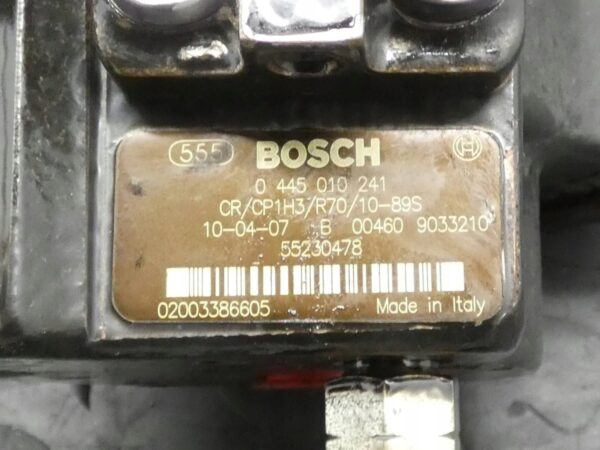 555 BOSCH
0 445 010 241
CR/CP1H3/R70/10-89S
10-04-07 B 00460 9033210
55230478
02003386605 Made in Italy